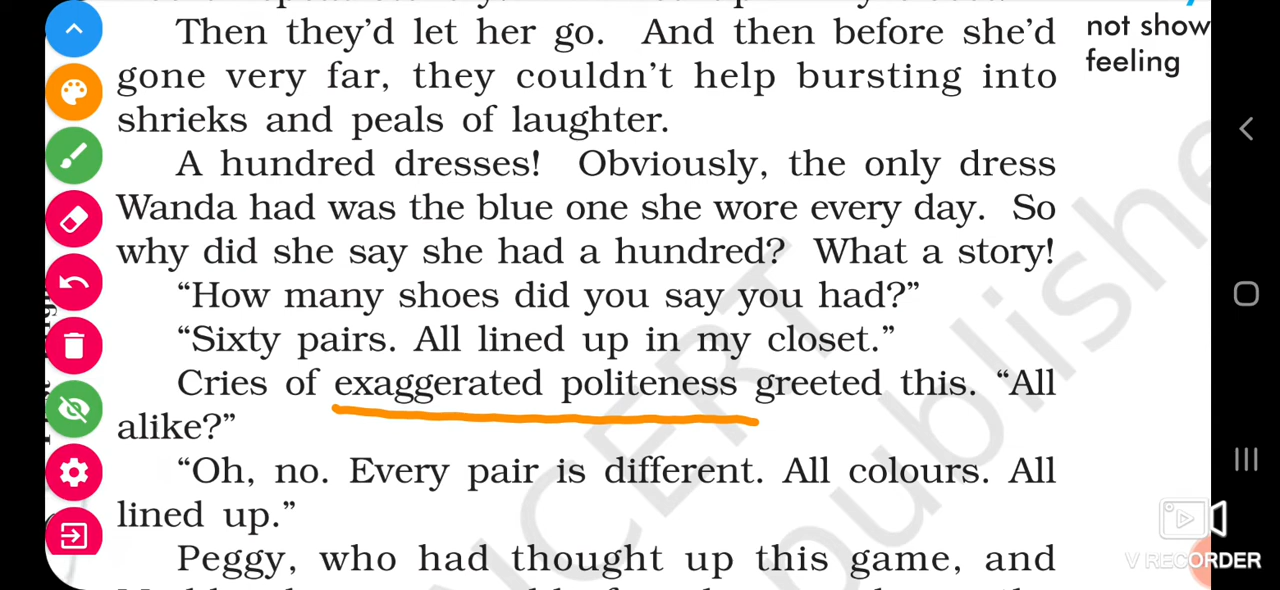 Then they’d let her go. And then before she’d
gone very far, they couldn’t help bursting into
shrieks and peals of laughter.
A hundred dresses! Obviously, the only dress
Wanda had was the blue one she wore every day. So
why did she say she had a hundred? What a story!
“How many shoes did you say you had?”
“Sixty pairs. All lined up in my closet.”
Cries of exaggerated politeness greeted this. “All
alike?”
“Oh, no. Every pair is different. All colours. All
lined up.”
Peggy, who had thought up this game, and
not show
feeling
NCERT
publishe
V RECORDER